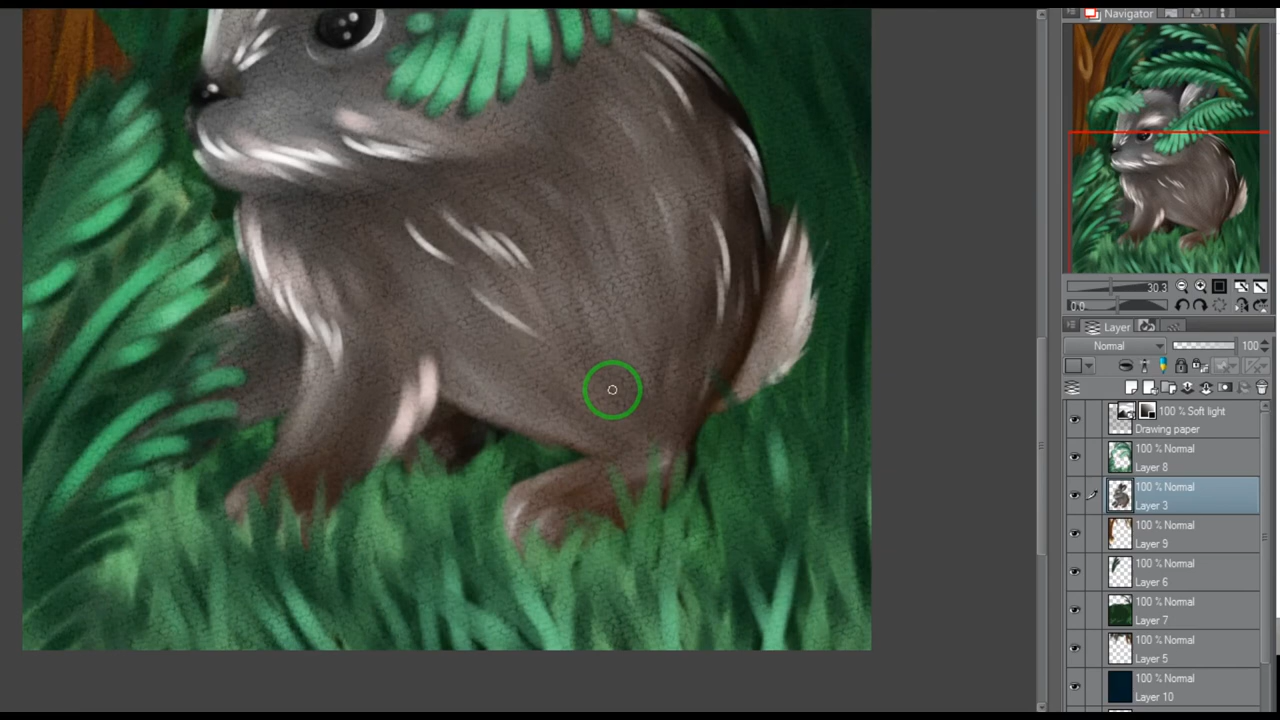 Navigator
30.3
0.0
Layer
Normal 100
100 % Soft light
Drawing paper
100 % Normal
Layer 8
100 % Normal
Layer 3
100 % Normal
Layer 9
100 % Normal
Layer 6
100 % Normal
Layer 7
100 % Normal
Layer 5
100 % Normal
Layer 10